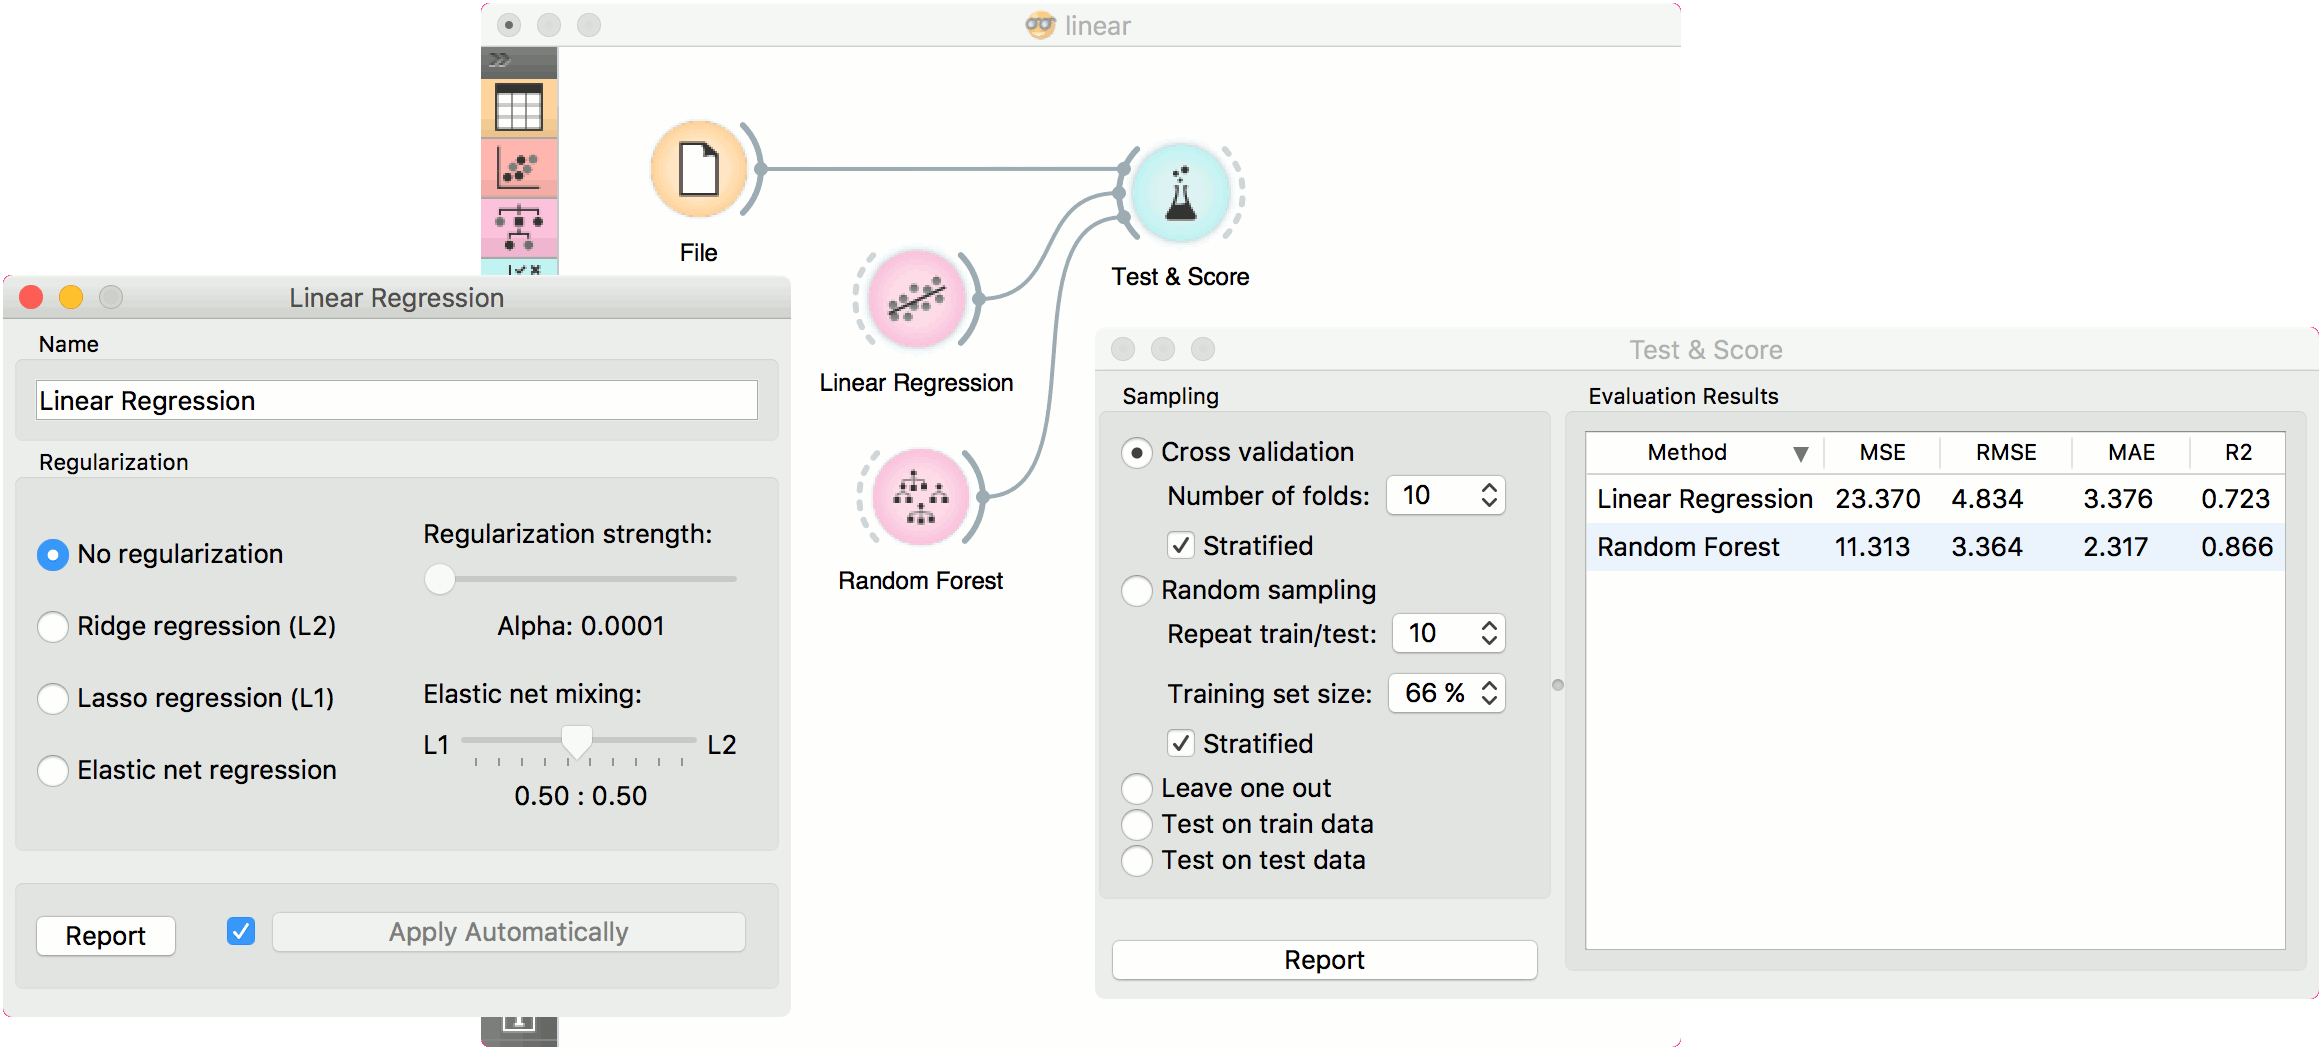 linear
File
Test & Score
Linear Regression
Random Forest
Linear Regression
Name
Linear Regression
Regularization
No regularization
Ridge regression (L2)
Lasso regression (L1)
Elastic net regression
Regularization strength:
Alpha: 0.0001
Elastic net mixing:
L1 L2
0.50 : 0.50
Report
Apply Automatically
Test & Score
Sampling
Cross validation
Number of folds: 10
Stratified
Random sampling
Repeat train/test: 10
Training set size: 66 %
Stratified
Leave one out
Test on train data
Test on test data
Report
Evaluation Results
Method MSE RMSE MAE R2
Linear Regression 23.370 4.834 3.376 0.723
Random Forest 11.313 3.364 2.317 0.866